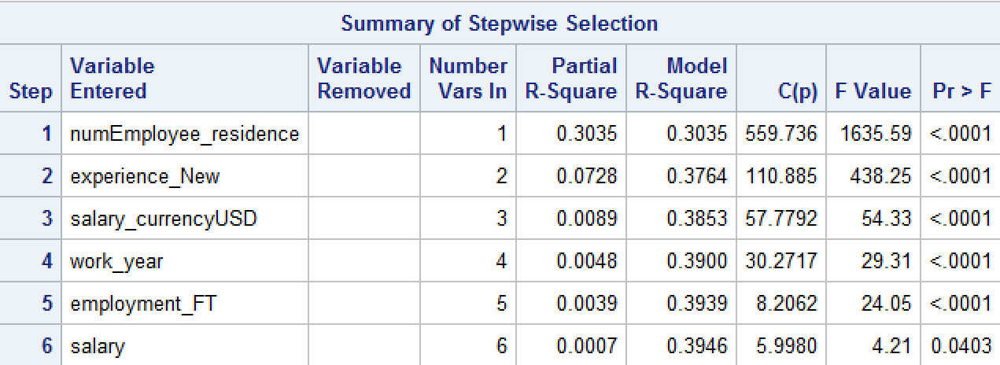 Summary of Stepwise Selection
Step Variable Entered Variable Removed Number Vars In Partial R-Square Model R-Square C(p) F Value Pr > F
1 numEmployee_residence 1 0.3035 0.3035 559.736 1635.59 <.0001
2 experience_New 2 0.0728 0.3764 110.885 438.25 <.0001
3 salary_currencyUSD 3 0.0089 0.3853 57.7792 54.33 <.0001
4 work_year 4 0.0048 0.3900 30.2717 29.31 <.0001
5 employment_FT 5 0.0039 0.3939 8.2062 24.05 <.0001
6 salary 6 0.0007 0.3946 5.9980 4.21 0.0403